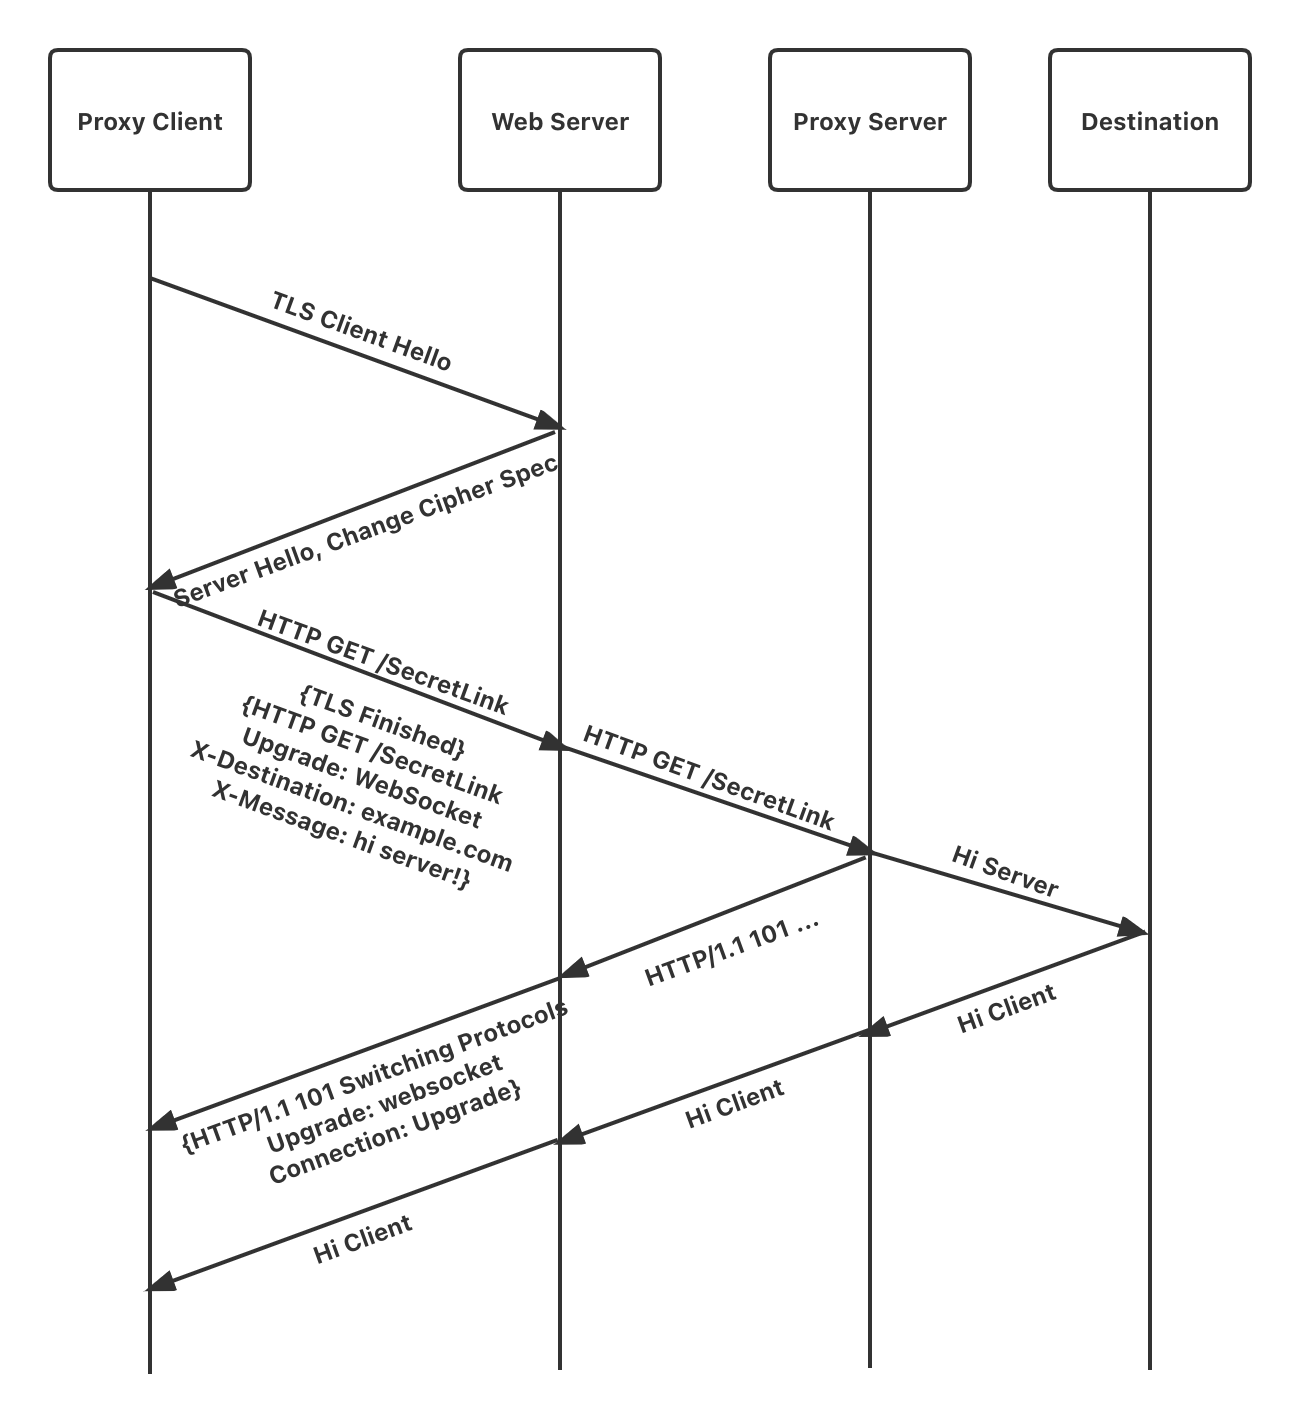 Proxy Client
Web Server
Proxy Server
Destination
TLS Client Hello
Server Hello, Change Cipher Spec
HTTP GET /SecretLink
{TLS Finished}
{HTTP GET /SecretLink
Upgrade: WebSocket
X-Destination: example.com
X-Message: hi server!}
HTTP GET /SecretLink
Hi Server
HTTP/1.1 101 ...
Hi Client
{HTTP/1.1 101 Switching Protocols
Upgrade: websocket
Connection: Upgrade}
Hi Client
Hi Client